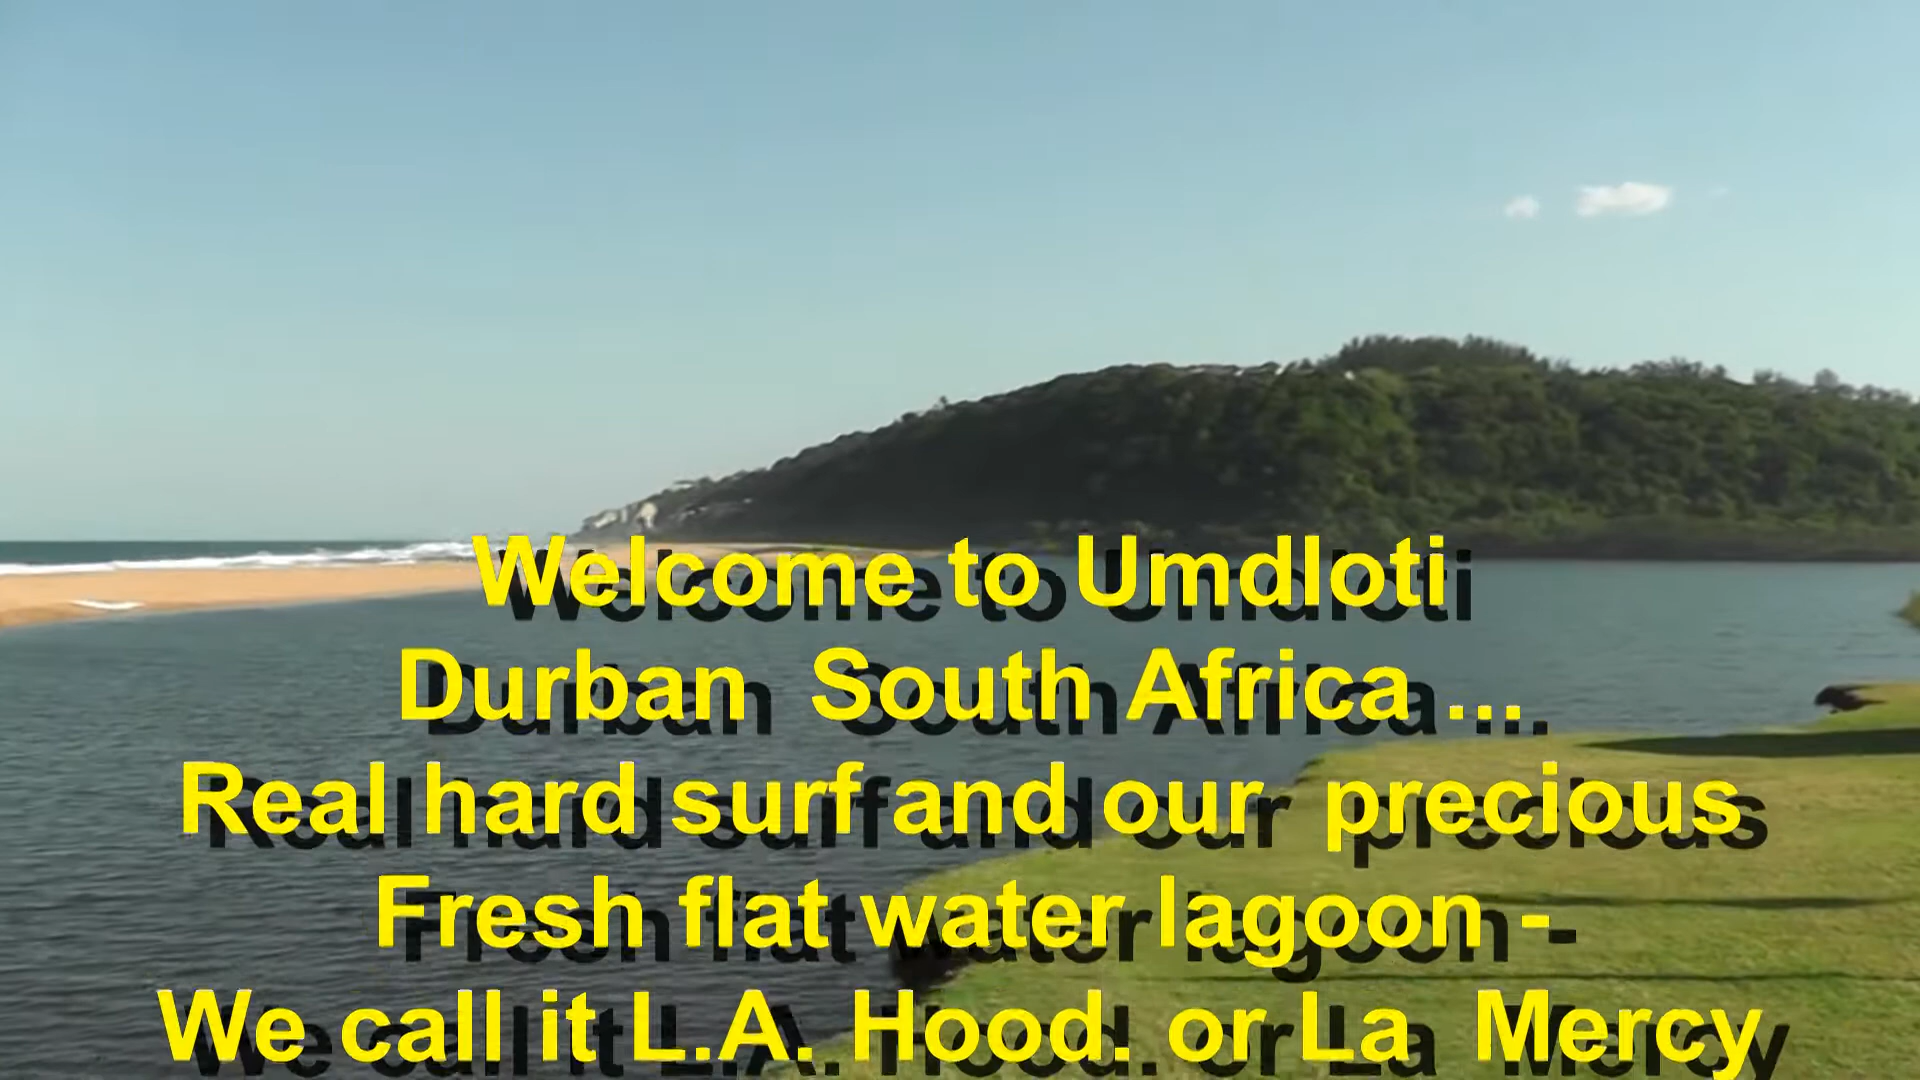 Welcome to Umdloti
Durban  South Africa ...
Real hard surf and our  precious
Fresh flat water lagoon -
We call it L.A. Hood. or La  Mercy